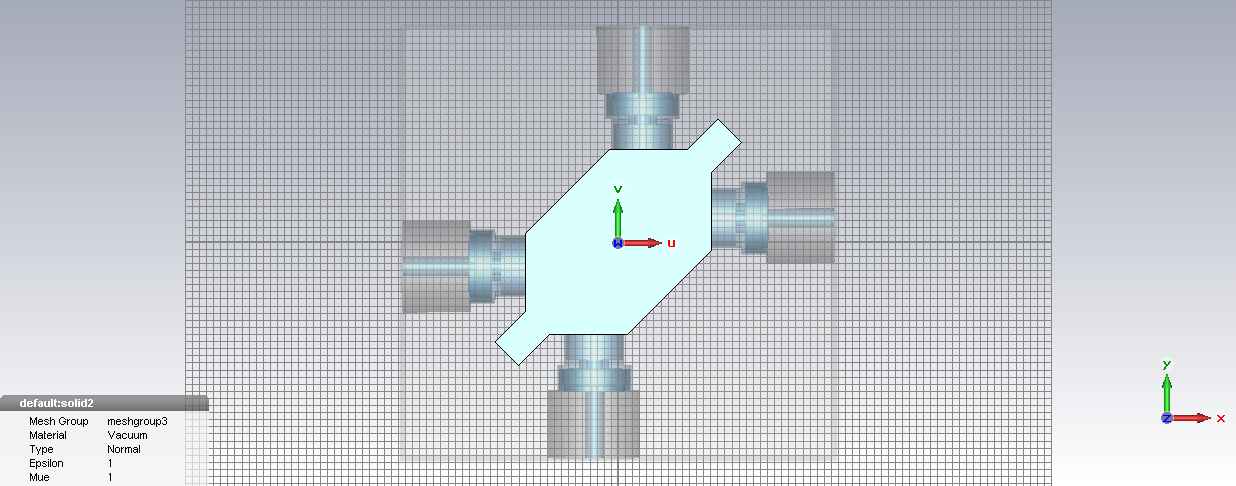 v
w u
default:solid2
Mesh Group meshgroup3
Material Vacuum
Type Normal
Epsilon 1
Mue 1
y
z x